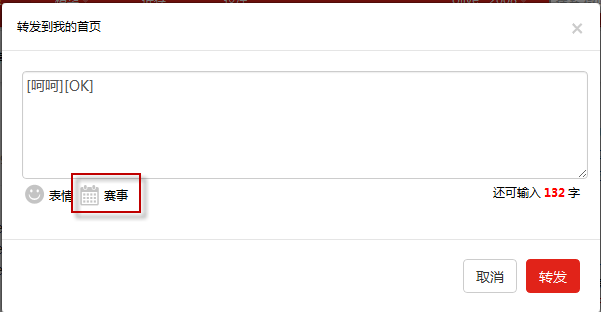 转发到我的首页 ×
[呵呵][OK]
表情 赛事 还可输入 132 字
取消 转发